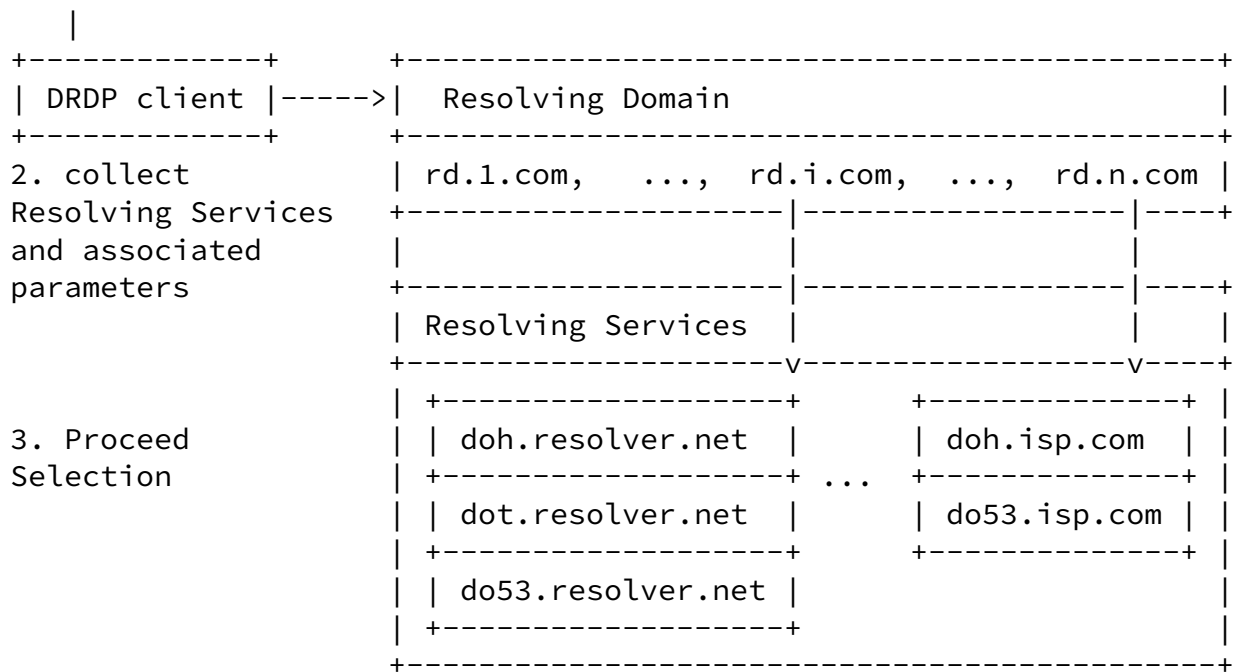 |
+-------------+      +-------------------------------------------+
| DRDP client |----->|  Resolving Domain                         |
+-------------+      +-------------------------------------------+
2. collect           | rd.1.com,   ...,  rd.i.com,  ...,  rd.n.com |
Resolving Services   +--------------------|-----------------|----+
and associated       |                    |                 |
parameters           +--------------------|-----------------|----+
                     | Resolving Services |                 |    |
                     +--------------------v-----------------v----+
                     | +------------------+      +-------------+ |
3. Proceed           | | doh.resolver.net  |      | doh.isp.com  | |
Selection            | +------------------+ ...  +-------------+ |
                     | | dot.resolver.net  |      | do53.isp.com | |
                     | +------------------+      +-------------+ |
                     | | do53.resolver.net |                      |
                     | +------------------+                      |
                     +-------------------------------------------+